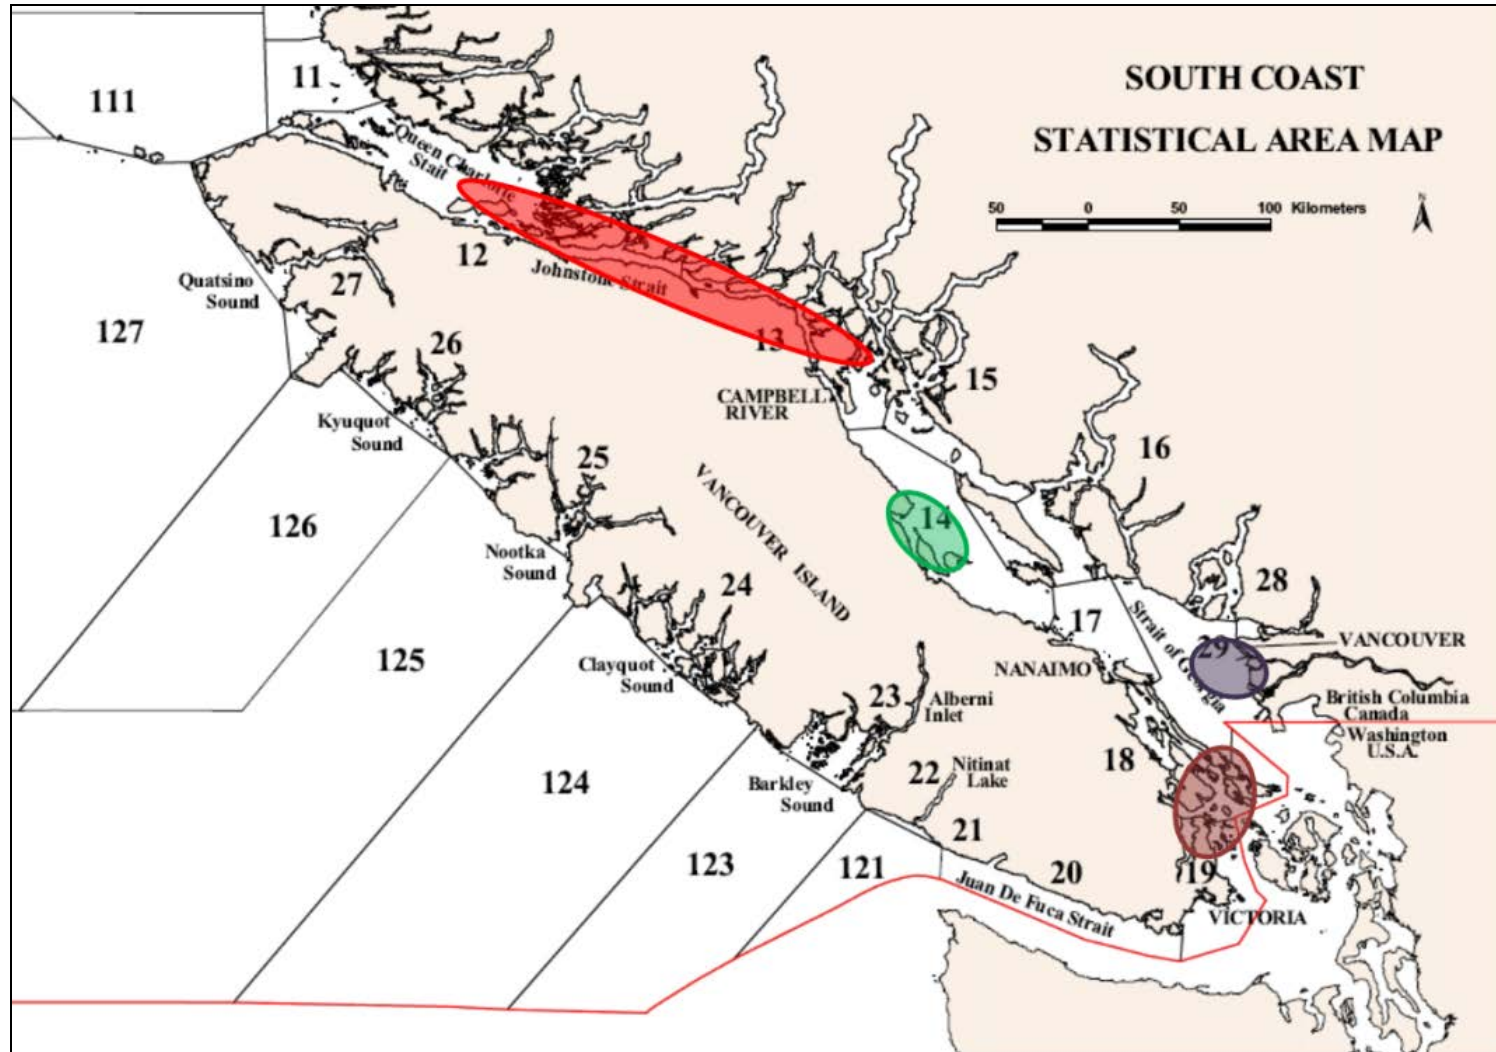 SOUTH COAST
STATISTICAL AREA MAP
50 0 50 100 Kilometers
N
111
11
Queen Charlotte
Strait
12
Johnstone Strait
13
Quatsino
Sound
27
127
26
CAMPBELL
RIVER
15
Kyuquot
Sound
25
16
VANCOUVER ISLAND
14
126
Nootka
Sound
24
28
17
Strait of Georgia
29
VANCOUVER
NANAIMO
125
Clayquot
Sound
23
Alberni
Inlet
British Columbia
Canada
Washington
U.S.A.
18
22
Nitinat
Lake
124
Barkley
Sound
21
123
121
20
19
Juan De Fuca Strait
VICTORIA